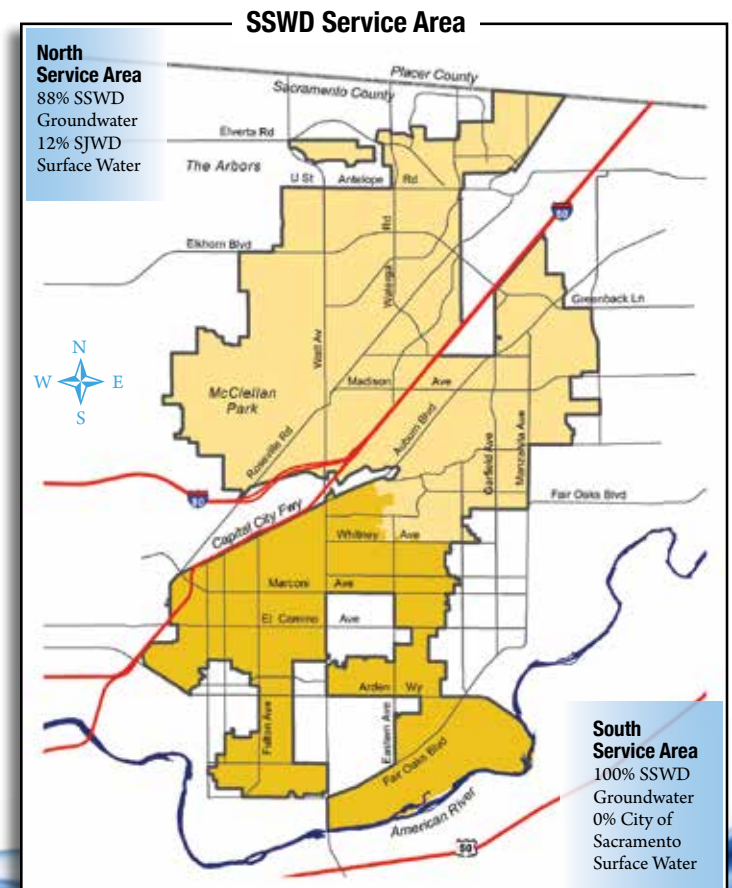 SSWD Service Area
North
Service Area
88% SSWD
Groundwater
12% SJWD
Surface Water
Placer County
Sacramento County
Elverta Rd
The Arbors
U St
Antelope Rd
80
Elkhorn Blvd
Watt Av
Greenback Ln
N
W E
S
McClellan
Park
Madison Ave
Roseville Rd
Auburn Blvd
Garfield Ave
Manzanita Ave
80
Fair Oaks Blvd
Capital City Fwy
Whitney Ave
Marconi Ave
El Camino Ave
Arden Wy
Fulton Ave
Eastern Ave
Fair Oaks Blvd
American River
50
South
Service Area
100% SSWD
Groundwater
0% City of
Sacramento
Surface Water